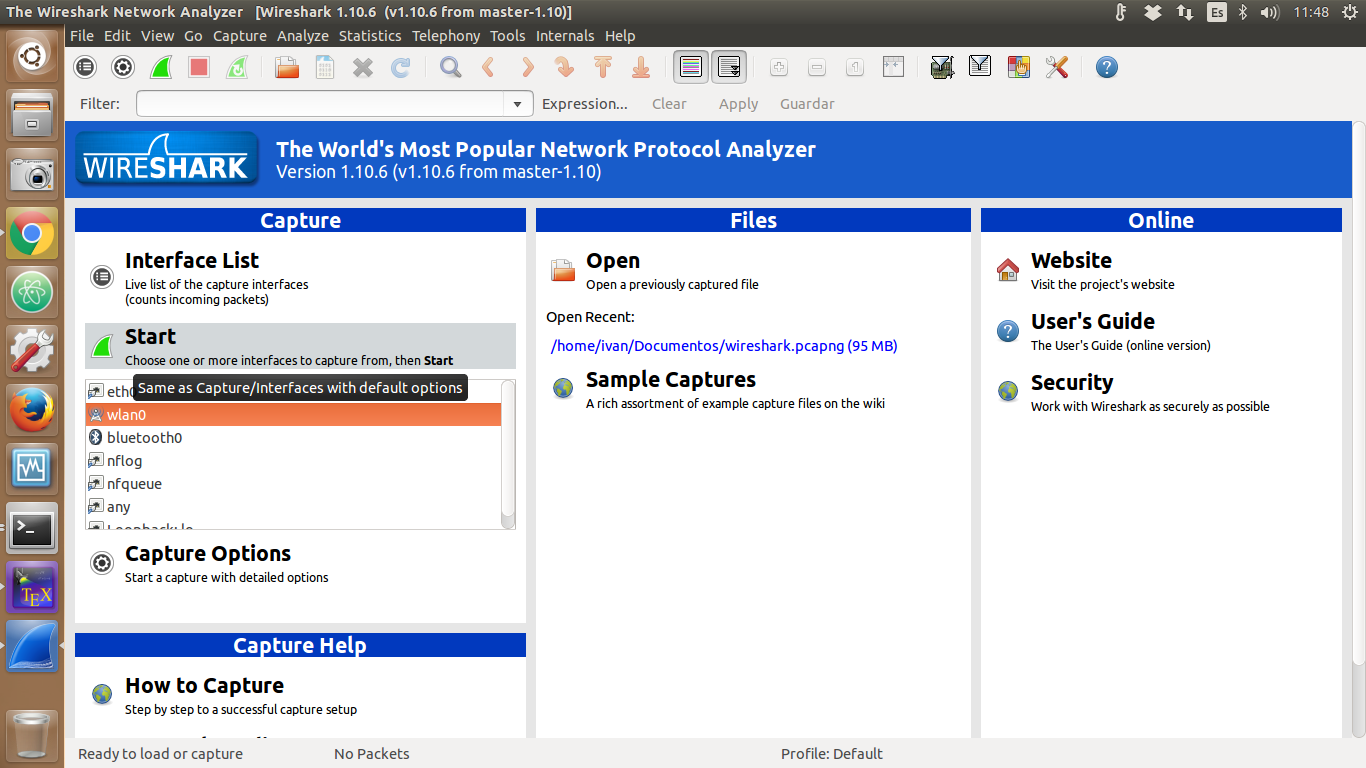 The Wireshark Network Analyzer [Wireshark 1.10.6 (v1.10.6 from master-1.10)]
Es
11:48
File Edit View Go Capture Analyze Statistics Telephony Tools Internals Help
Filter:
Expression...
Clear
Apply
Guardar
WIRESHARK
The World's Most Popular Network Protocol Analyzer
Version 1.10.6 (v1.10.6 from master-1.10)
Capture
Interface List
Live list of the capture interfaces
(counts incoming packets)
Start
Choose one or more interfaces to capture from, then Start
Same as Capture/Interfaces with default options
eth0
wlan0
bluetooth0
nflog
nfqueue
any
Loopback: lo
Capture Options
Start a capture with detailed options
Capture Help
How to Capture
Step by step to a successful capture setup
Files
Open
Open a previously captured file
Open Recent:
/home/ivan/Documentos/wireshark.pcapng (95 MB)
Sample Captures
A rich assortment of example capture files on the wiki
Online
Website
Visit the project's website
User's Guide
The User's Guide (online version)
Security
Work with Wireshark as securely as possible
TEX
Ready to load or capture
No Packets
Profile: Default